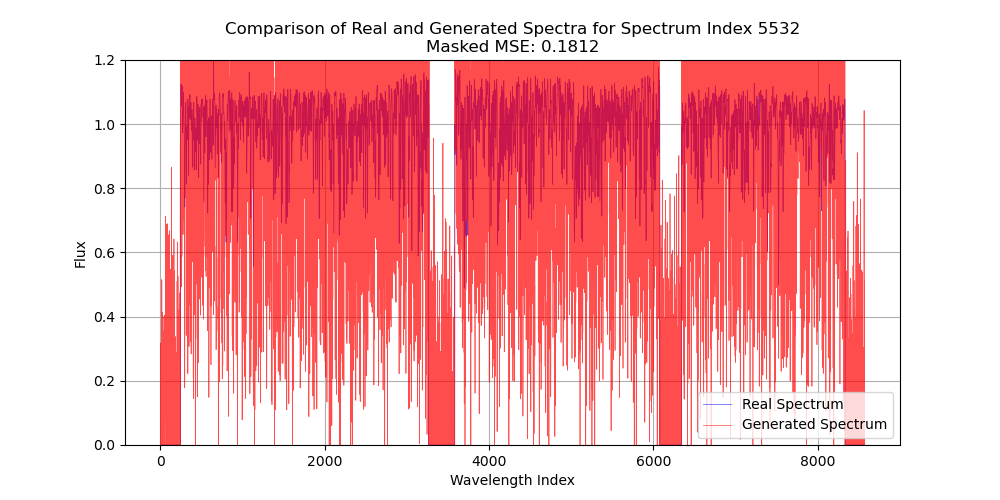 Comparison of Real and Generated Spectra for Spectrum Index 5532
Masked MSE: 0.1812
1.2
1.0
0.8
0.6
0.4
0.2
0.0
Flux
0 2000 4000 6000 8000
Wavelength Index
Real Spectrum
Generated Spectrum